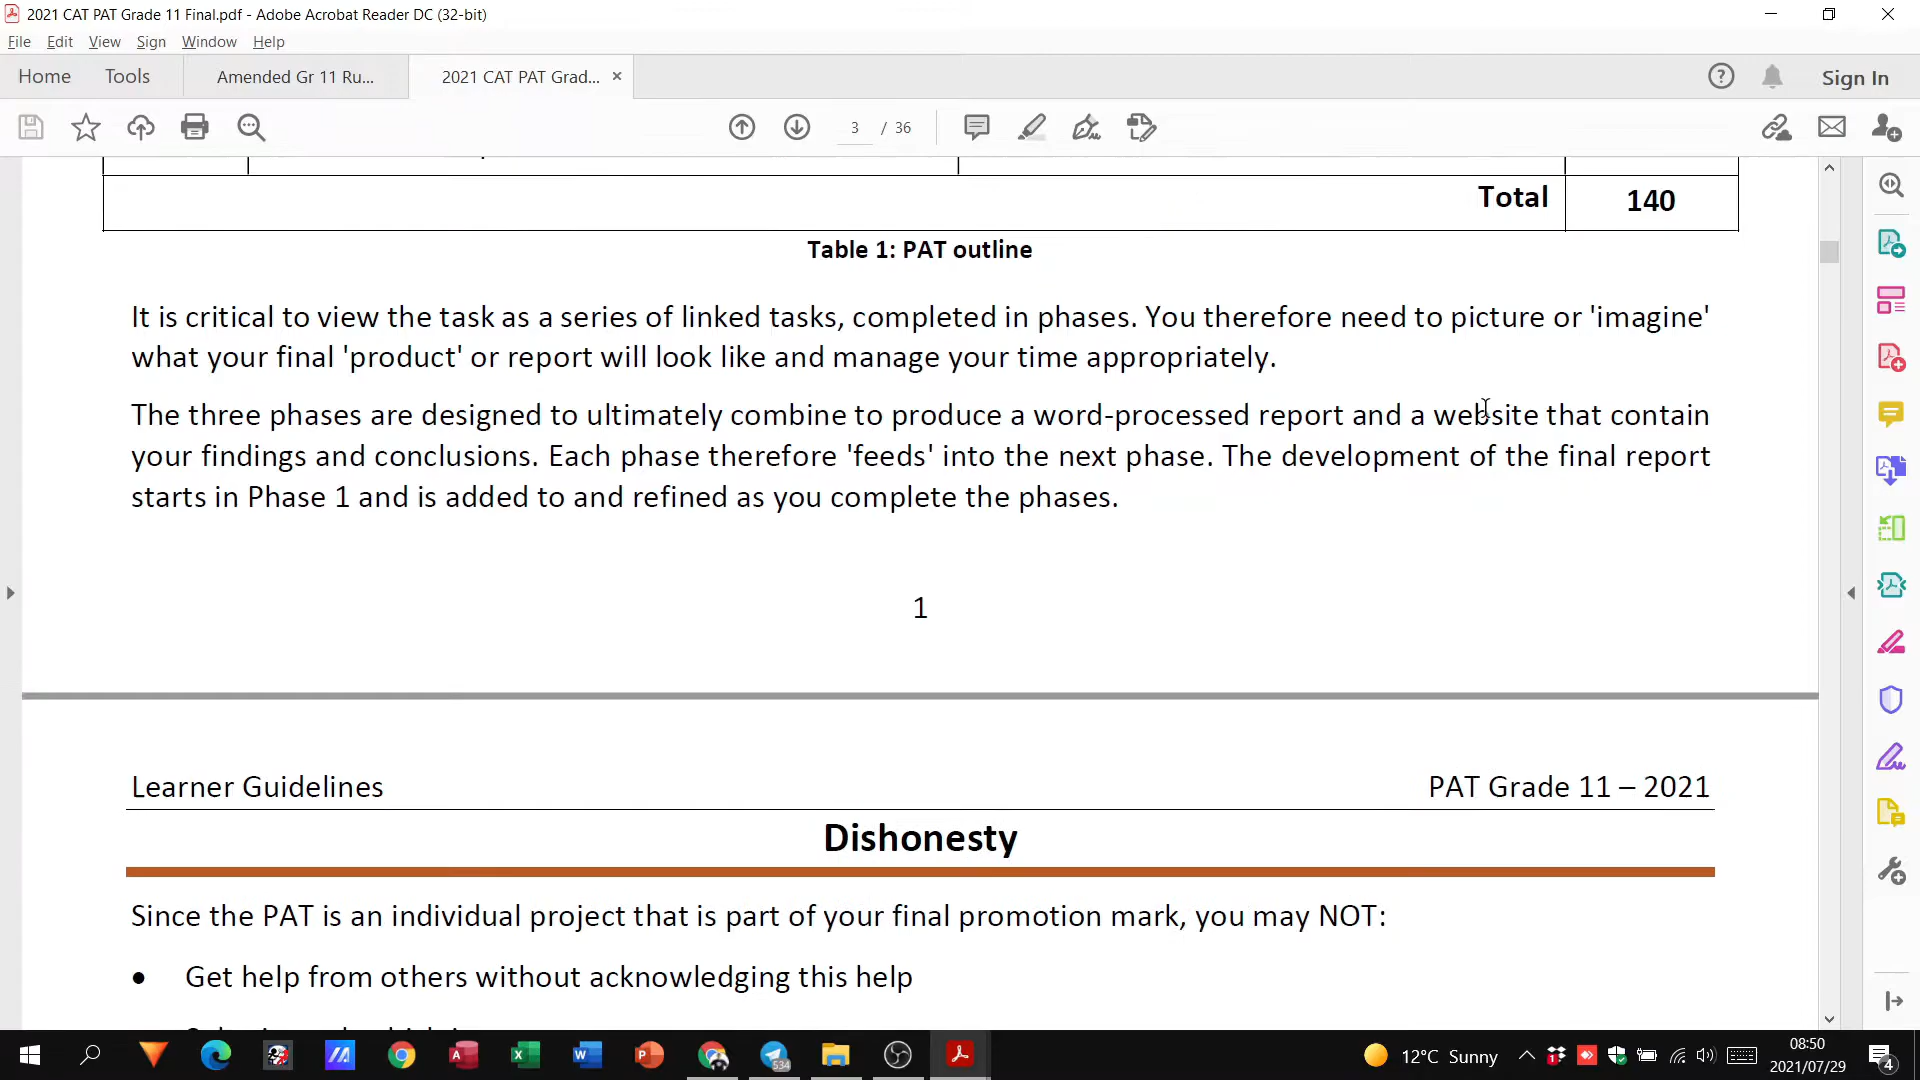 2021 CAT PAT Grade 11 Final.pdf - Adobe Acrobat Reader DC (32-bit)
File Edit View Sign Window Help
Home Tools Amended Gr 11 Ru... 2021 CAT PAT Grad... × Sign In
3 / 36
Total 140
Table 1: PAT outline
It is critical to view the task as a series of linked tasks, completed in phases. You therefore need to picture or 'imagine'
what your final 'product' or report will look like and manage your time appropriately.
The three phases are designed to ultimately combine to produce a word-processed report and a website that contain
your findings and conclusions. Each phase therefore 'feeds' into the next phase. The development of the final report
starts in Phase 1 and is added to and refined as you complete the phases.
1
Learner Guidelines PAT Grade 11 – 2021
Dishonesty
Since the PAT is an individual project that is part of your final promotion mark, you may NOT:
• Get help from others without acknowledging this help
12°C Sunny
08:50
2021/07/29
4
534